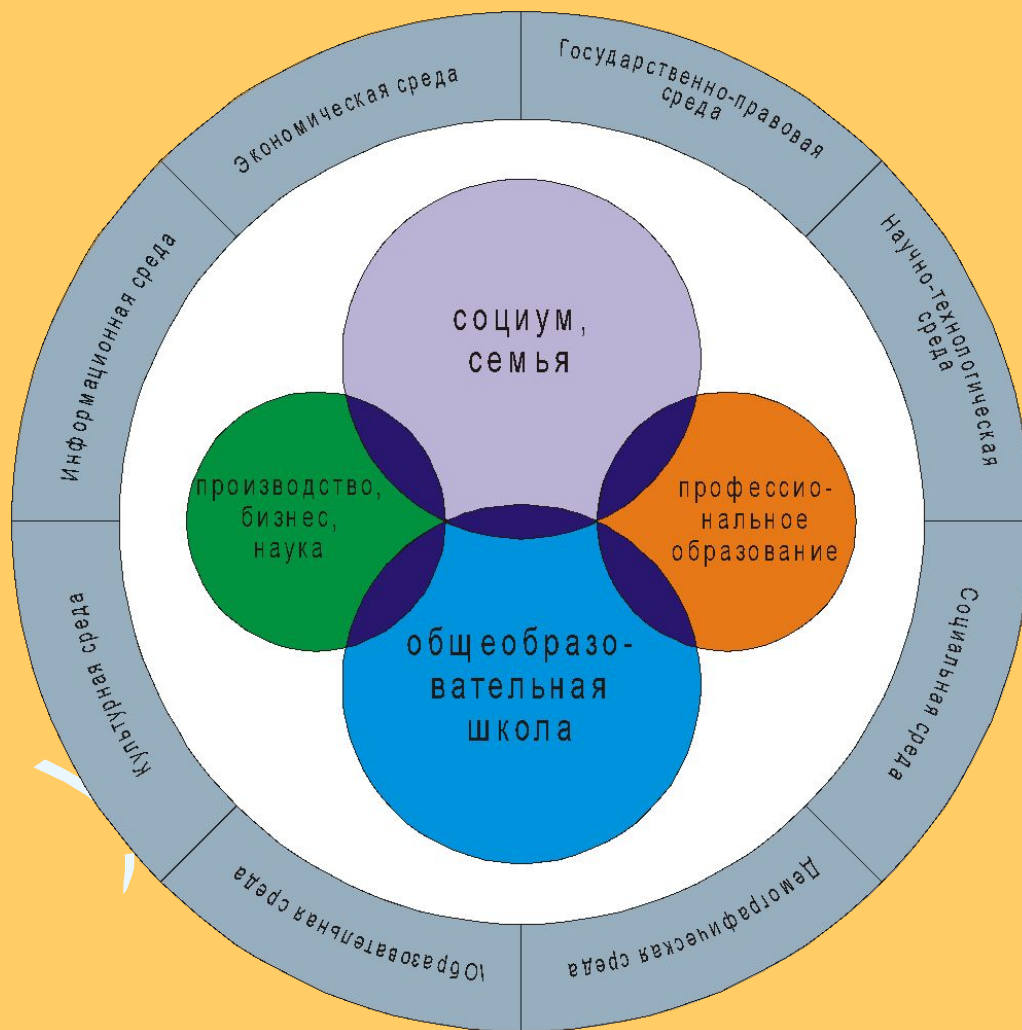 Экономическая среда
Государственно-правовая
среда
Научно-технологическая
среда
Социальная среда
Демографическая среда
\Образовательная среда
Культурная среда
Информационная среда
социум,
семья
производство,
бизнес,
наука
профессио-
нальное
образование
общеобразо-
вательная
школа